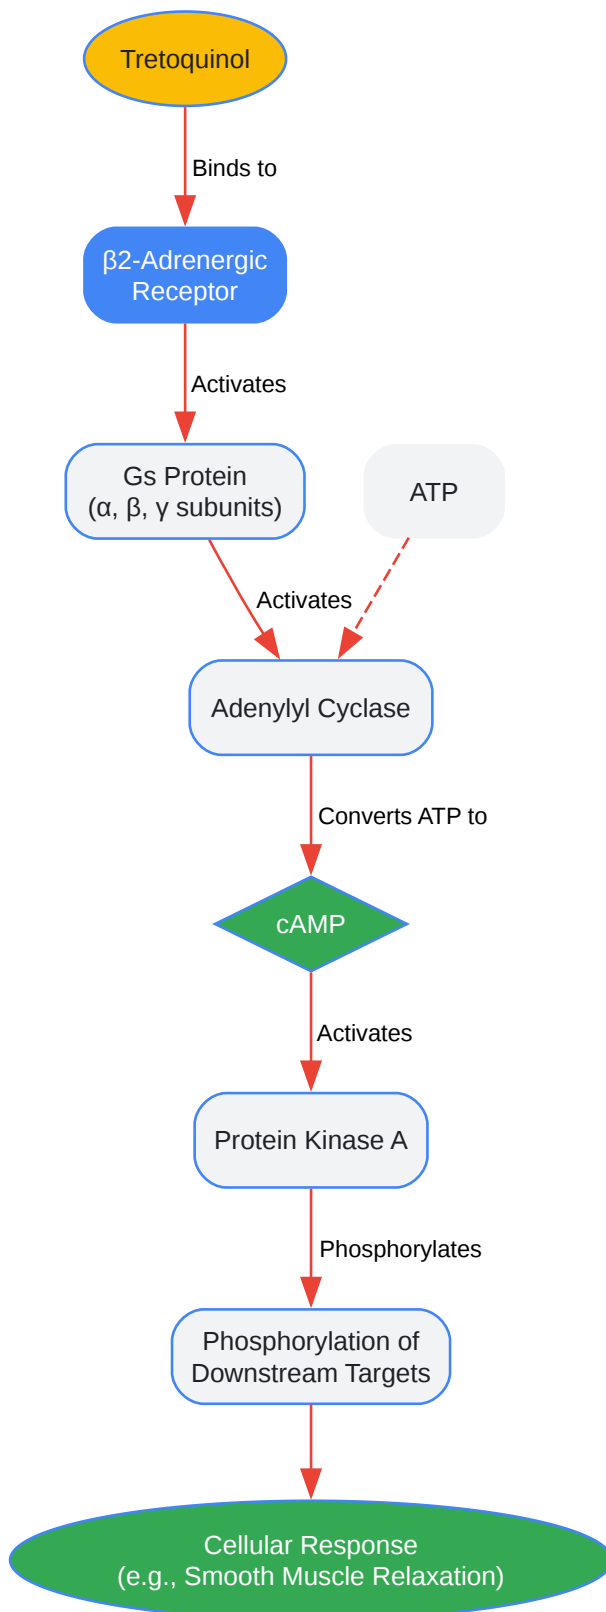 Tretoquinol
Binds to
β2-Adrenergic
Receptor
Activates
Gs Protein
(α, β, γ subunits)
ATP
Activates
Adenylyl Cyclase
Converts ATP to
cAMP
Activates
Protein Kinase A
Phosphorylates
Phosphorylation of
Downstream Targets
Cellular Response
(e.g., Smooth Muscle Relaxation)